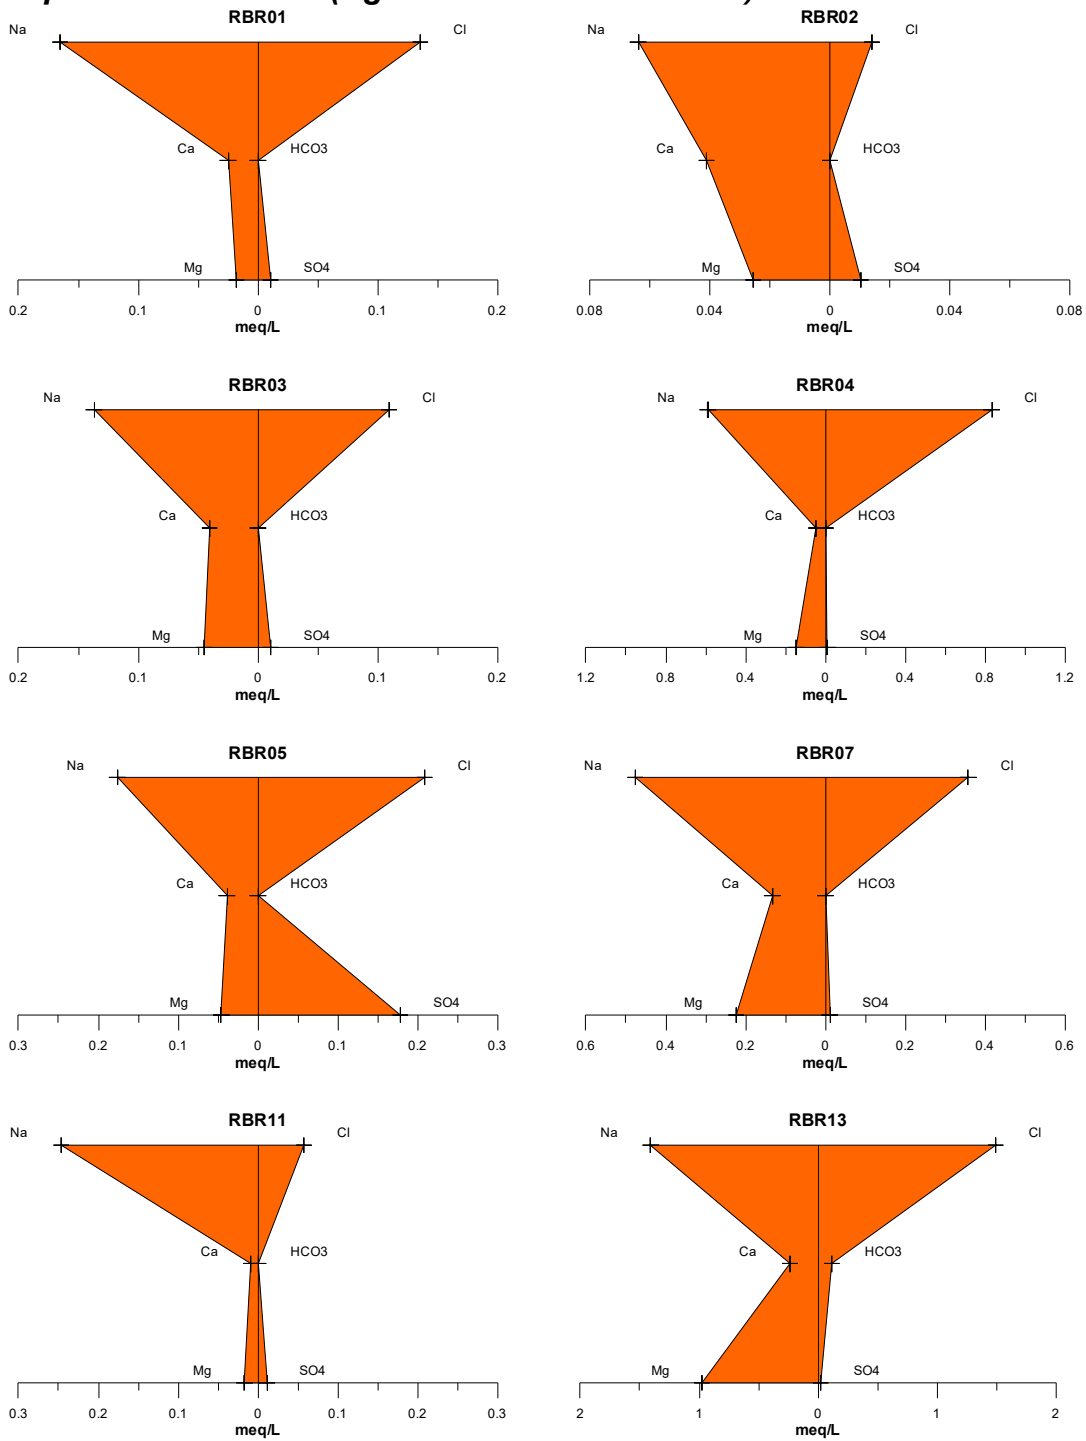 RBR01
Na Cl
Ca HCO3
Mg SO4
0.2 0.1 0 0.1 0.2
meq/L
RBR02
Na Cl
Ca HCO3
Mg SO4
0.08 0.04 0 0.04 0.08
meq/L
RBR03
Na Cl
Ca HCO3
Mg SO4
0.2 0.1 0 0.1 0.2
meq/L
RBR04
Na Cl
Ca HCO3
Mg SO4
1.2 0.8 0.4 0 0.4 0.8 1.2
meq/L
RBR05
Na Cl
Ca HCO3
Mg SO4
0.3 0.2 0.1 0 0.1 0.2 0.3
meq/L
RBR07
Na Cl
Ca HCO3
Mg SO4
0.6 0.4 0.2 0 0.2 0.4 0.6
meq/L
RBR11
Na Cl
Ca HCO3
Mg SO4
0.3 0.2 0.1 0 0.1 0.2 0.3
meq/L
RBR13
Na Cl
Ca HCO3
Mg SO4
2 1 0 1 2
meq/L